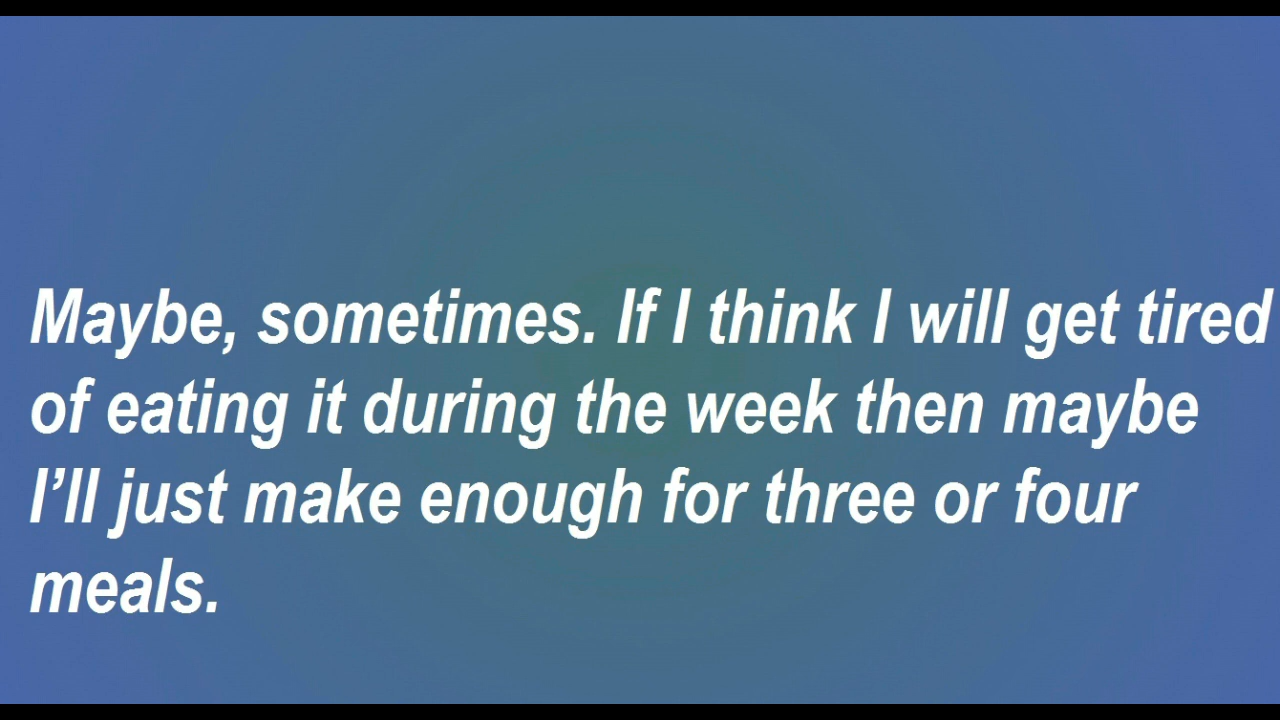 Maybe, sometimes. If I think I will get tired
of eating it during the week then maybe
I’ll just make enough for three or four
meals.